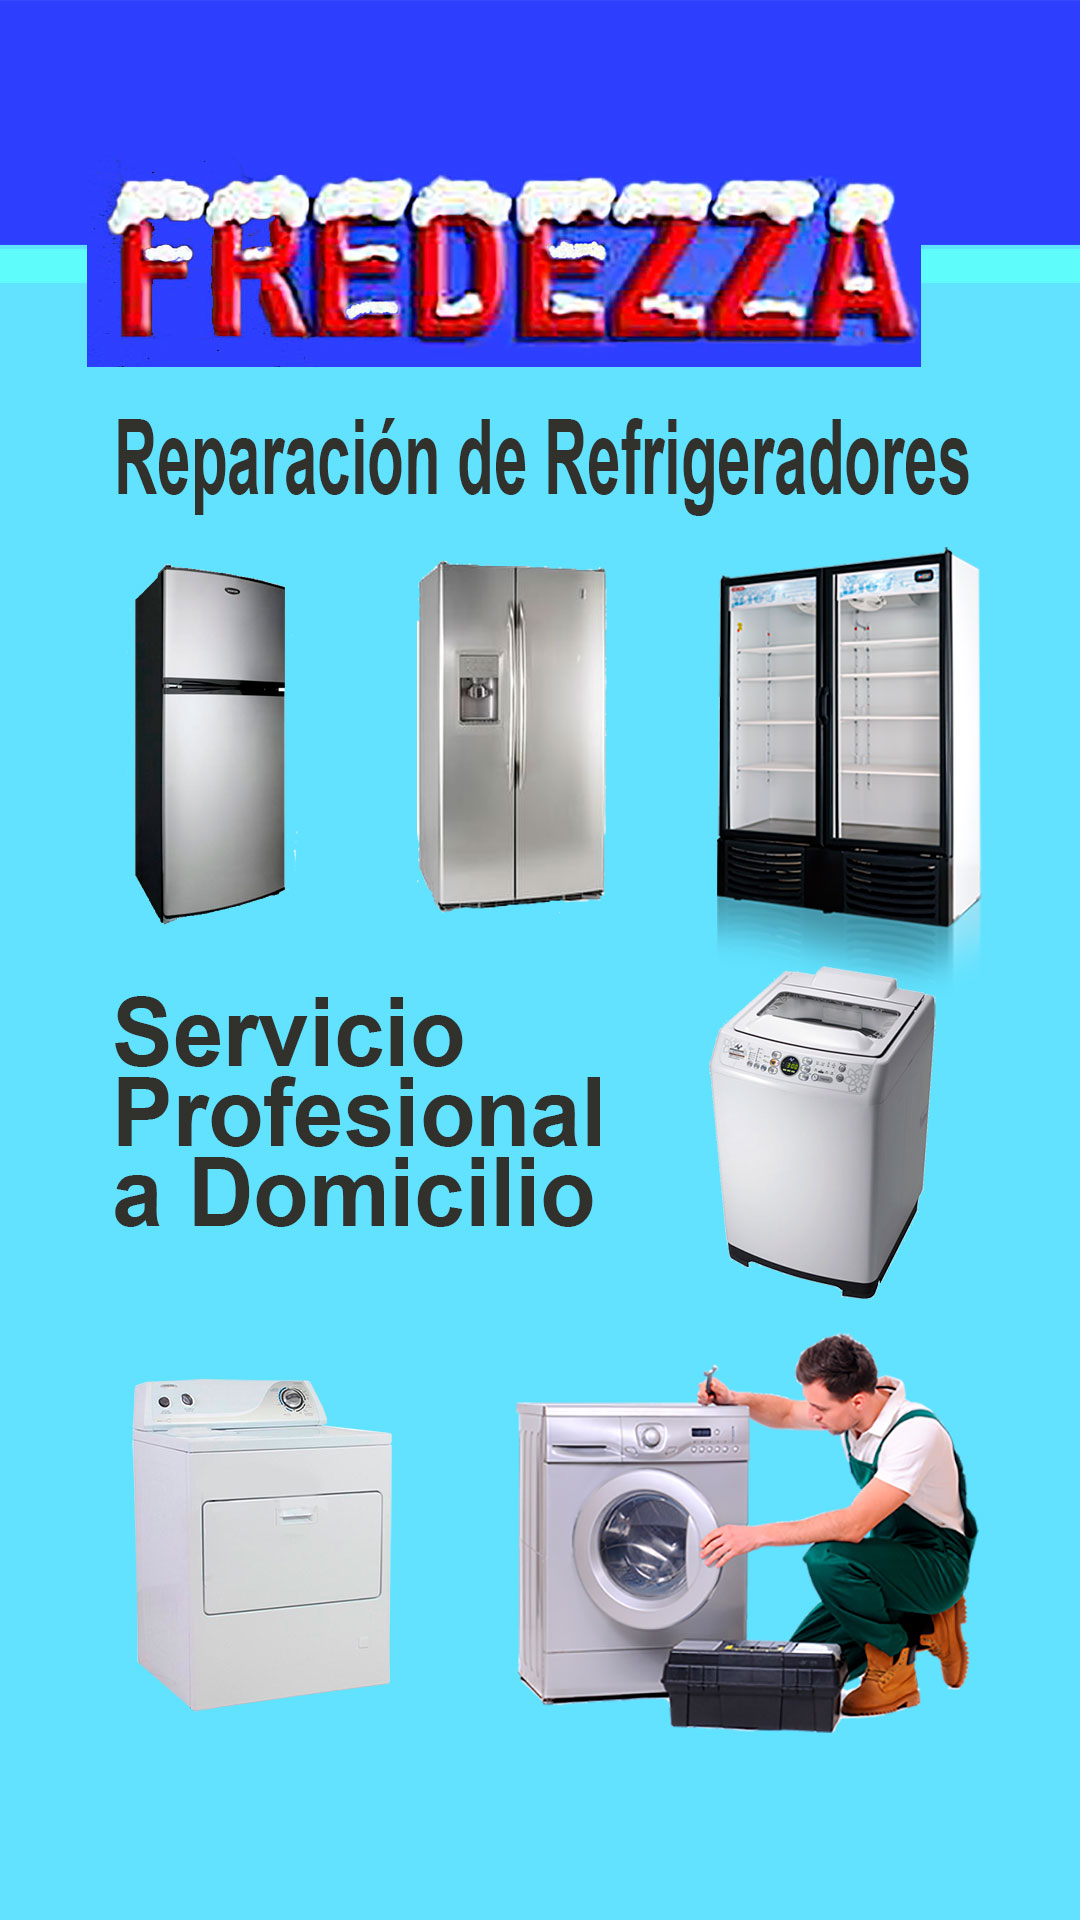 FREDEZZA
Reparación de Refrigeradores
Servicio
Profesional
a Domicilio